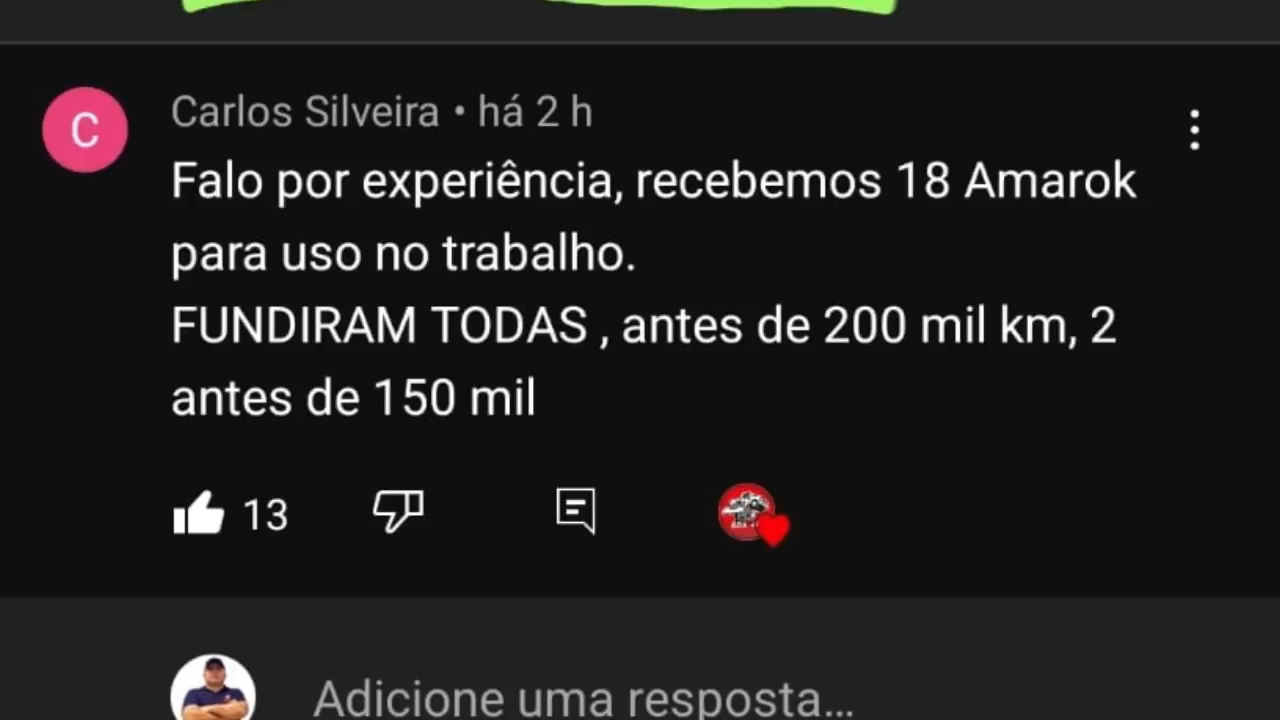 C
Carlos Silveira • há 2 h
Falo por experiência, recebemos 18 Amarok
para uso no trabalho.
FUNDIRAM TODAS , antes de 200 mil km, 2
antes de 150 mil
13
Adicione uma resposta...